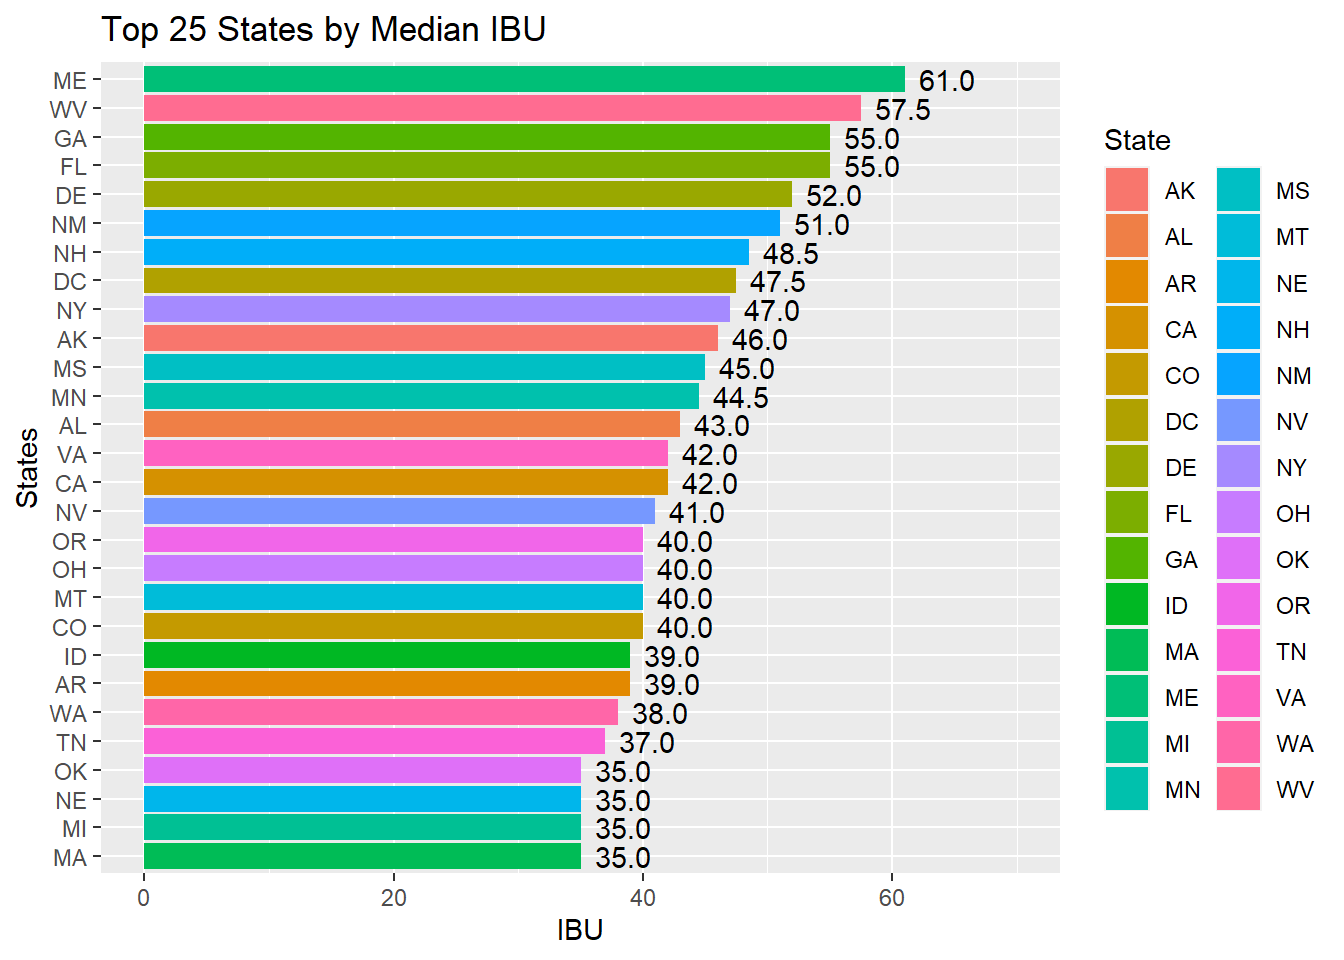 Top 25 States by Median IBU
States
ME 61.0
WV 57.5
GA 55.0
FL 55.0
DE 52.0
NM 51.0
NH 48.5
DC 47.5
NY 47.0
AK 46.0
MS 45.0
MN 44.5
AL 43.0
VA 42.0
CA 42.0
NV 41.0
OR 40.0
OH 40.0
MT 40.0
CO 40.0
ID 39.0
AR 39.0
WA 38.0
TN 37.0
OK 35.0
NE 35.0
MI 35.0
MA 35.0
0 20 40 60
IBU
State
AK MS
AL MT
AR NE
CA NH
CO NM
DC NV
DE NY
FL OH
GA OK
ID OR
MA TN
ME VA
MI WA
MN WV